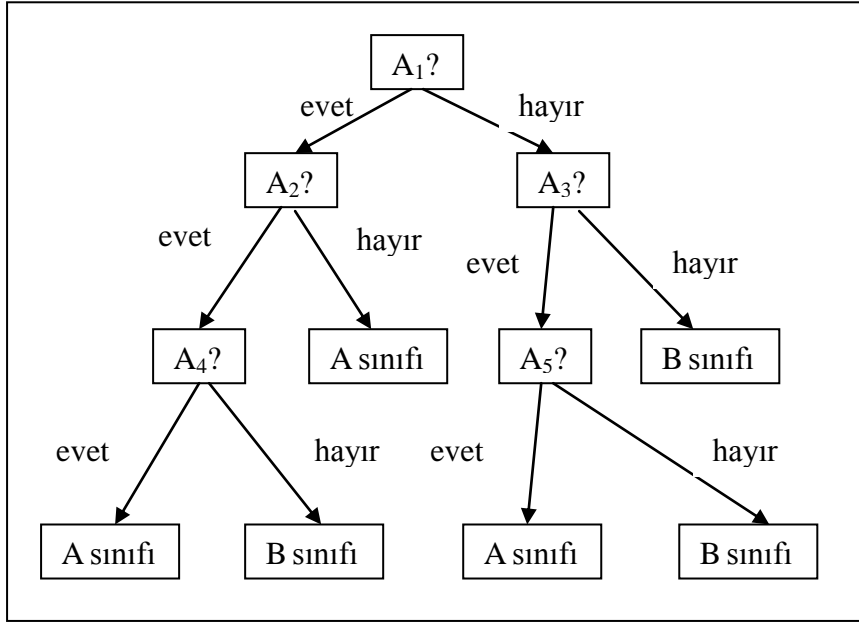 A₁?
evet
hayır
A₂?
A₃?
evet
hayır
evet
hayır
A₄?
A sınıfı
A₅?
B sınıfı
evet
hayır
evet
hayır
A sınıfı
B sınıfı
A sınıfı
B sınıfı